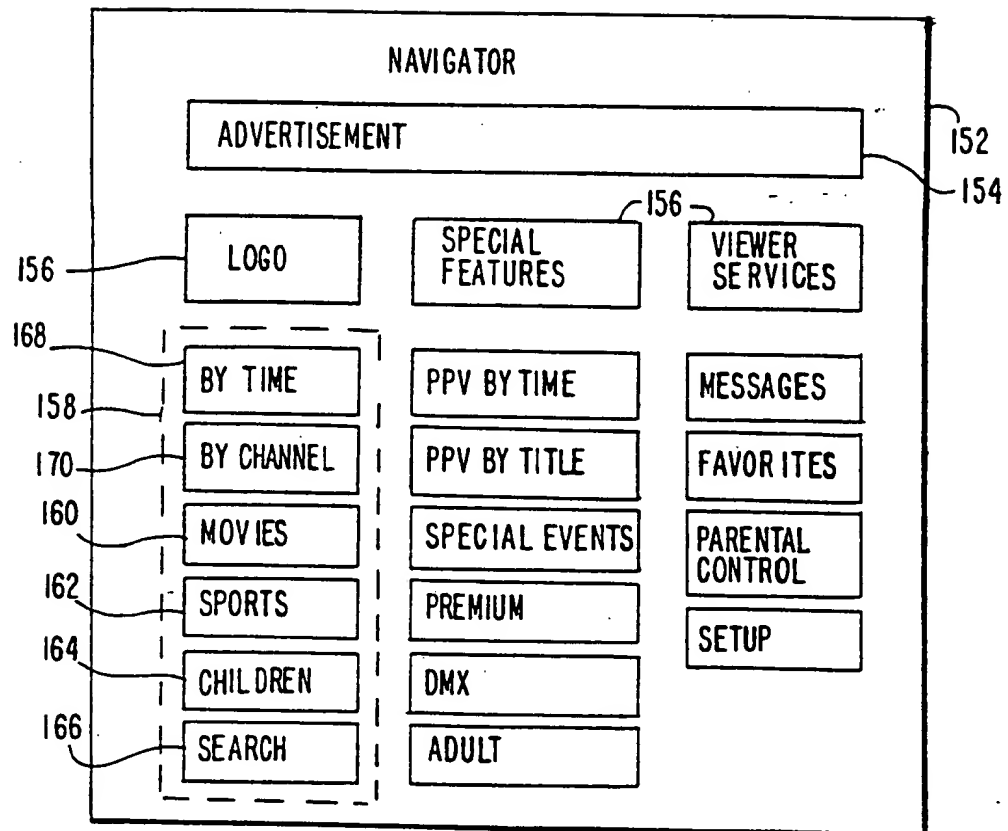 NAVIGATOR
ADVERTISEMENT
152
154
156
156
LOGO
SPECIAL
FEATURES
VIEWER
SERVICES
168
158
170
160
162
164
166
BY TIME
BY CHANNEL
MOVIES
SPORTS
CHILDREN
SEARCH
PPV BY TIME
PPV BY TITLE
SPECIAL EVENTS
PREMIUM
DMX
ADULT
MESSAGES
FAVORITES
PARENTAL
CONTROL
SETUP